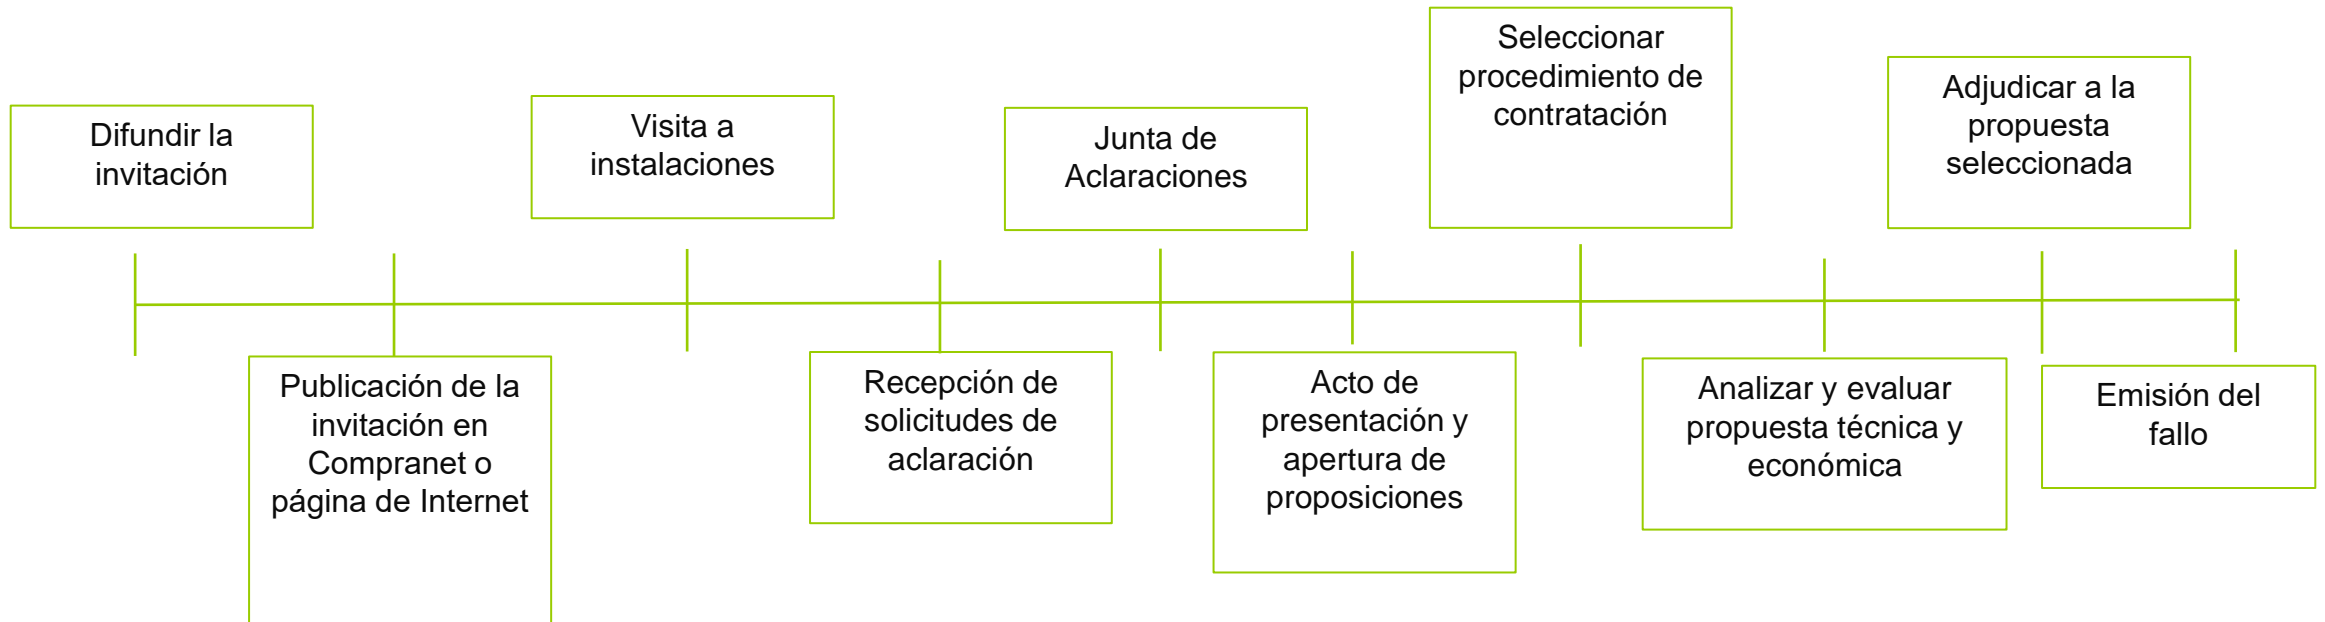 Difundir la
invitación
Publicación de la
invitación en
Compranet o
página de Internet
Visita a
instalaciones
Recepción de
solicitudes de
aclaración
Junta de
Aclaraciones
Acto de
presentación y
apertura de
proposiciones
Seleccionar
procedimiento de
contratación
Analizar y evaluar
propuesta técnica y
económica
Adjudicar a la
propuesta
seleccionada
Emisión del
fallo